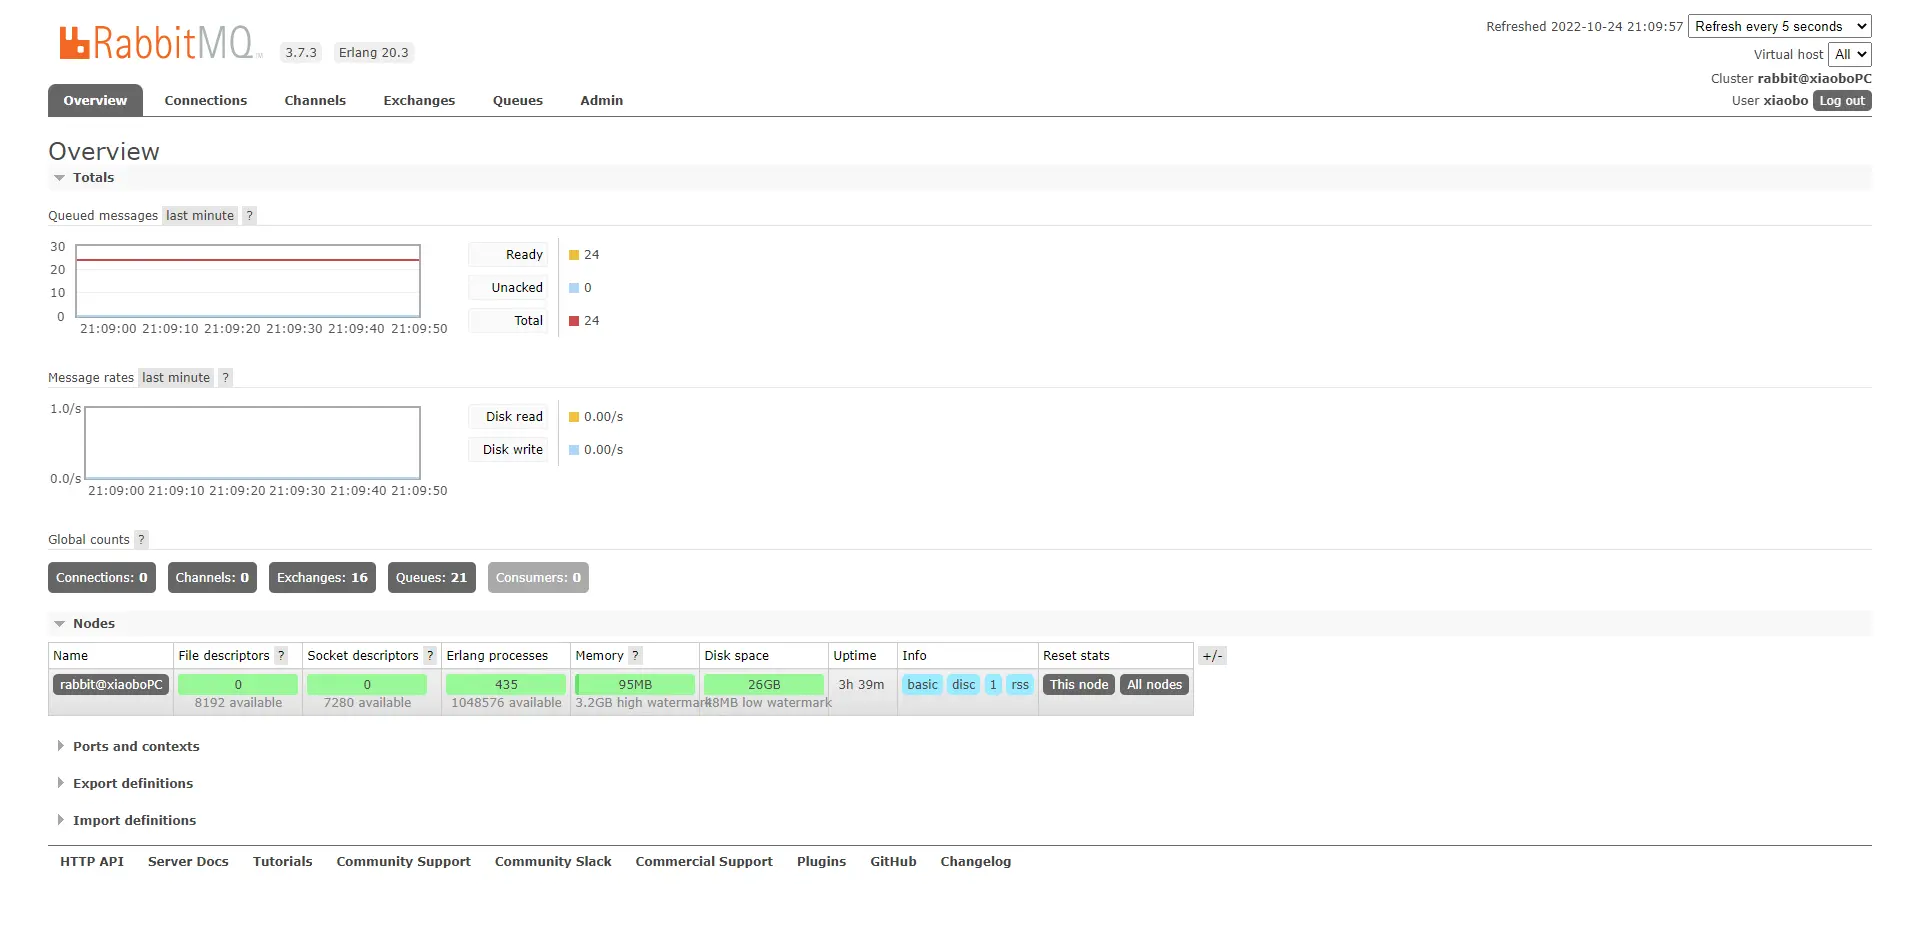 RabbitMQ TM 3.7.3 Erlang 20.3
Refreshed 2022-10-24 21:09:57 Refresh every 5 seconds
Virtual host All
Cluster rabbit@xiaoboPC
User xiaobo Log out
Overview Connections Channels Exchanges Queues Admin
Overview
Totals
Queued messages last minute ?
30
20
10
0
21:09:00 21:09:10 21:09:20 21:09:30 21:09:40 21:09:50
Ready 24
Unacked 0
Total 24
Message rates last minute ?
1.0/s
0.0/s
21:09:00 21:09:10 21:09:20 21:09:30 21:09:40 21:09:50
Disk read 0.00/s
Disk write 0.00/s
Global counts ?
Connections: 0 Channels: 0 Exchanges: 16 Queues: 21 Consumers: 0
Nodes
Name File descriptors ? Socket descriptors ? Erlang processes Memory ? Disk space Uptime Info Reset stats +/-
rabbit@xiaoboPC 0 0 435 95MB 26GB 3h 39m basic disc 1 rss This node All nodes
8192 available 7280 available 1048576 available 3.2GB high watermark 48MB low watermark
Ports and contexts
Export definitions
Import definitions
HTTP API Server Docs Tutorials Community Support Community Slack Commercial Support Plugins GitHub Changelog